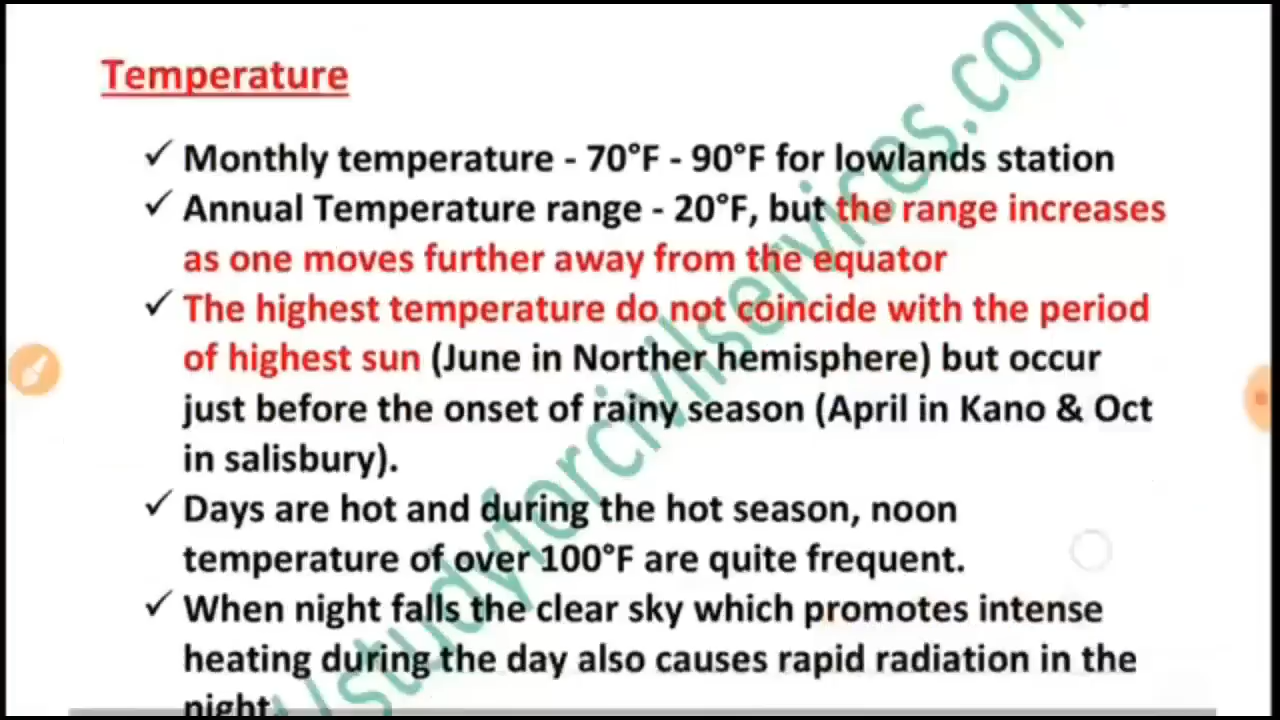 Temperature
✓ Monthly temperature - 70°F - 90°F for lowlands station
✓ Annual Temperature range - 20°F, but the range increases
as one moves further away from the equator
✓ The highest temperature do not coincide with the period
of highest sun (June in Norther hemisphere) but occur
just before the onset of rainy season (April in Kano & Oct
in salisbury).
✓ Days are hot and during the hot season, noon
temperature of over 100°F are quite frequent.
✓ When night falls the clear sky which promotes intense
heating during the day also causes rapid radiation in the
night
/studyforcivilservices.com